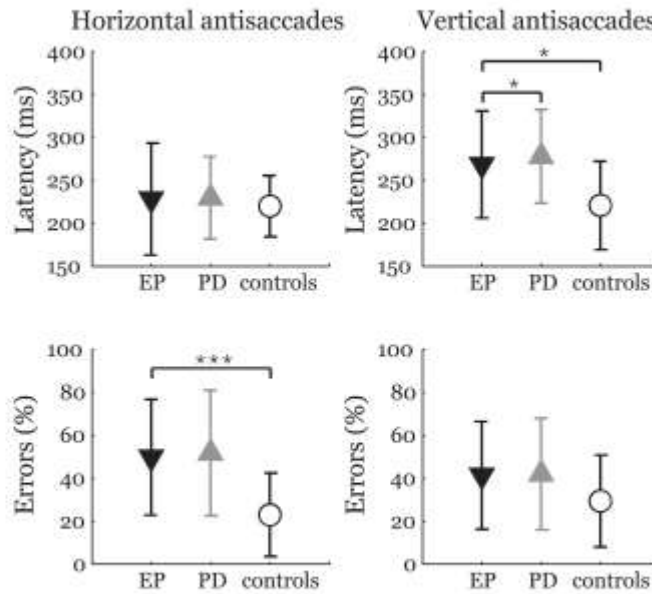 Horizontal antisaccades
Vertical antisaccades
Latency (ms)
400
350
300
250
200
150
EP PD controls
Latency (ms)
400
350
300
250
200
150
*
*
EP PD controls
Errors (%)
100
80
60
40
20
0
***
EP PD controls
Errors (%)
100
80
60
40
20
0
EP PD controls